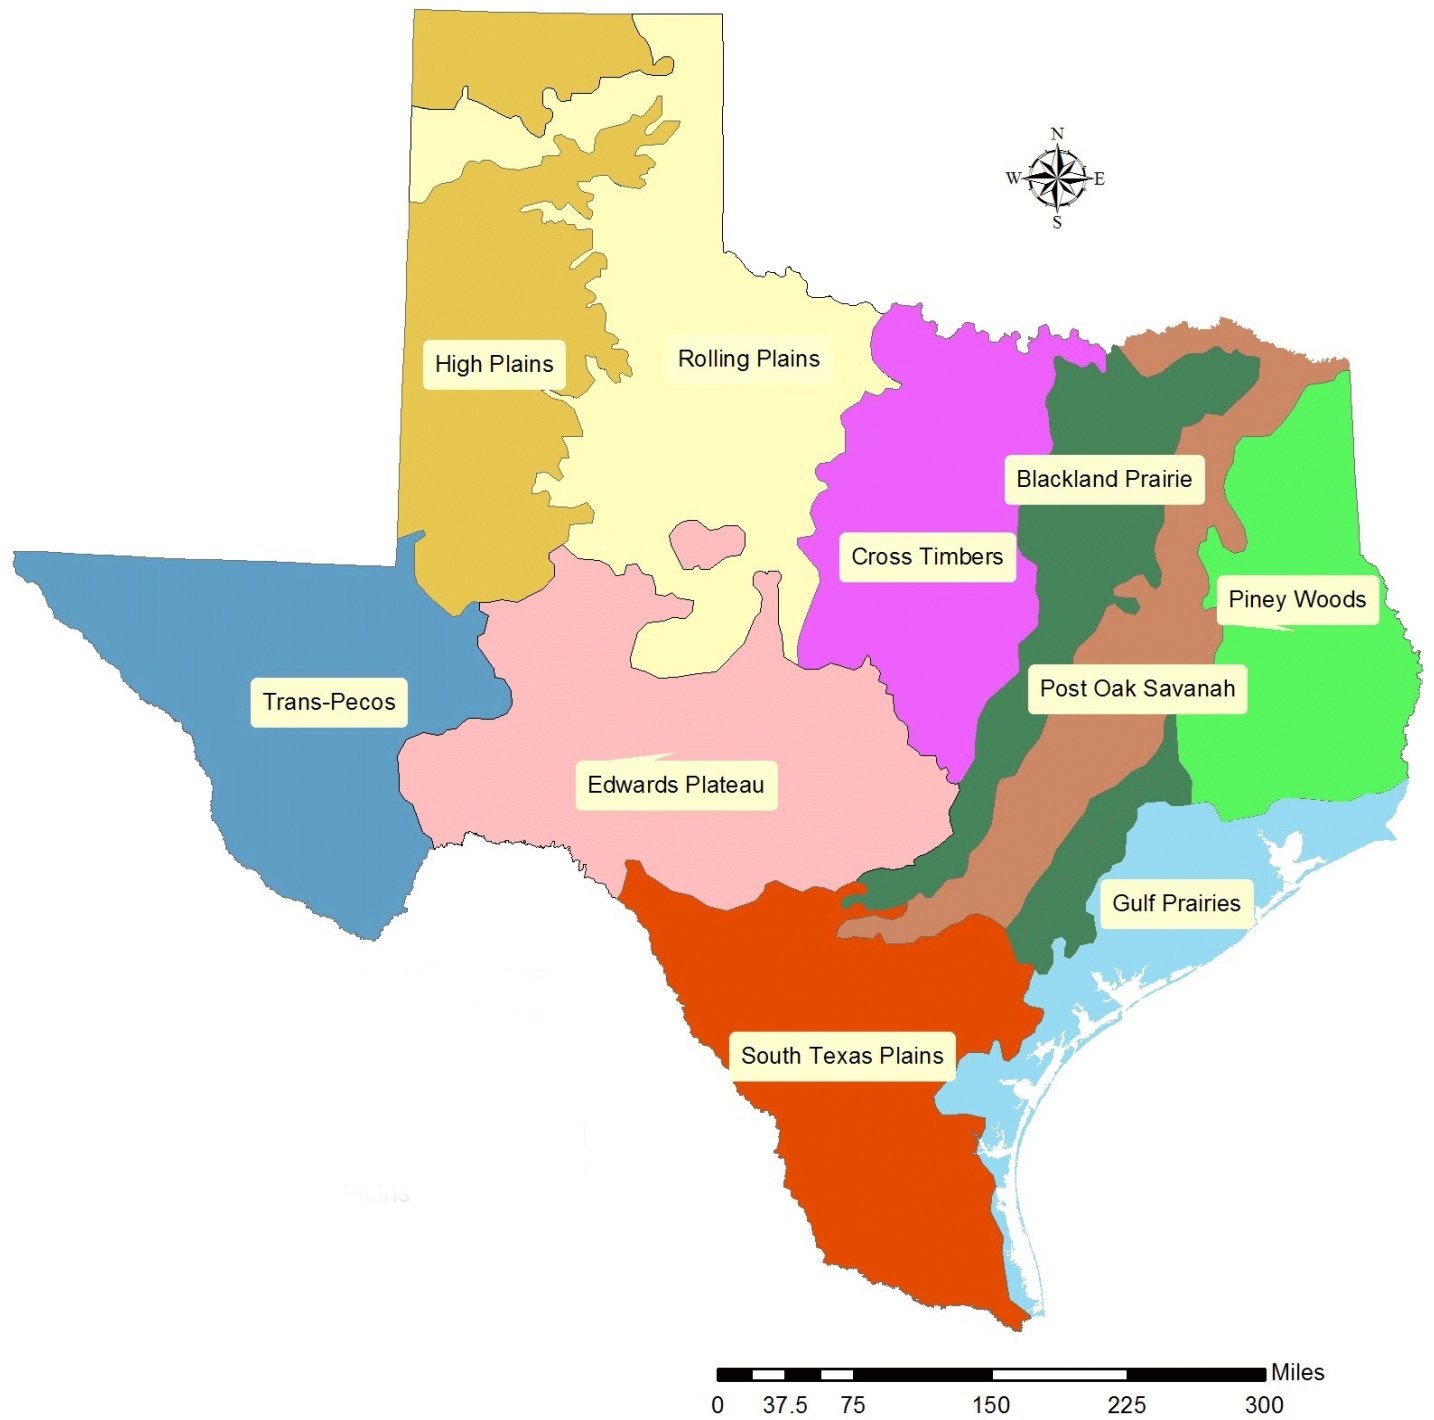 N
W E
S
High Plains
Rolling Plains
Blackland Prairie
Cross Timbers
Piney Woods
Post Oak Savanah
Trans-Pecos
Edwards Plateau
Gulf Prairies
South Texas Plains
Plains
Miles
0 37.5 75 150 225 300